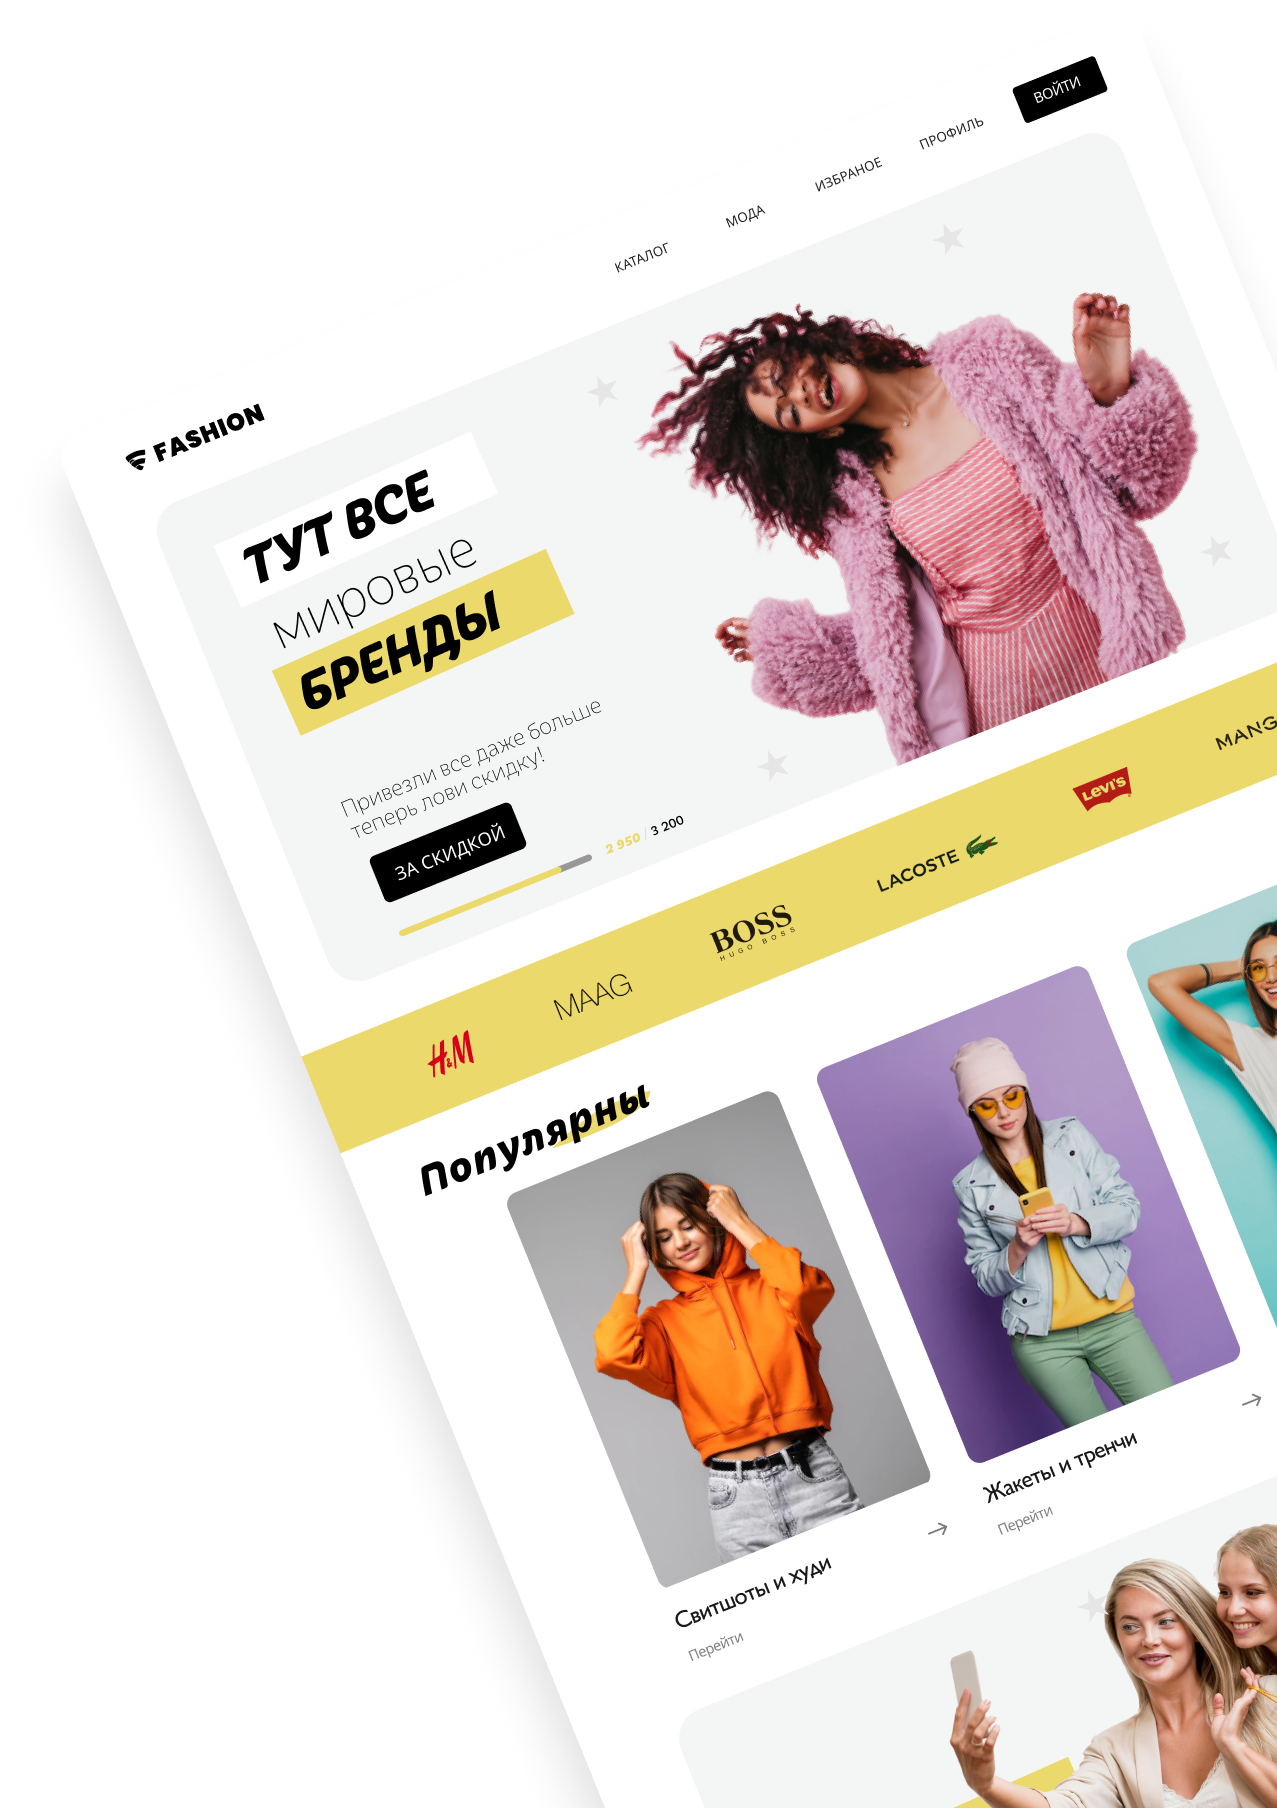 FASHION
КАТАЛОГ
МОДА
ИЗБРАНОЕ
ПРОФИЛЬ
ВОЙТИ
ТУТ ВСЕ
мировые
БРЕНДЫ
Привезли все даже больше
теперь лови скидку!
ЗА СКИДКОЙ
2 950 / 3 200
H&M
MAAG
BOSS
HUGO BOSS
LACOSTE
Levi's
MANG
Популярны
Свитшоты и худи
Перейти
Жакеты и тренчи
Перейти